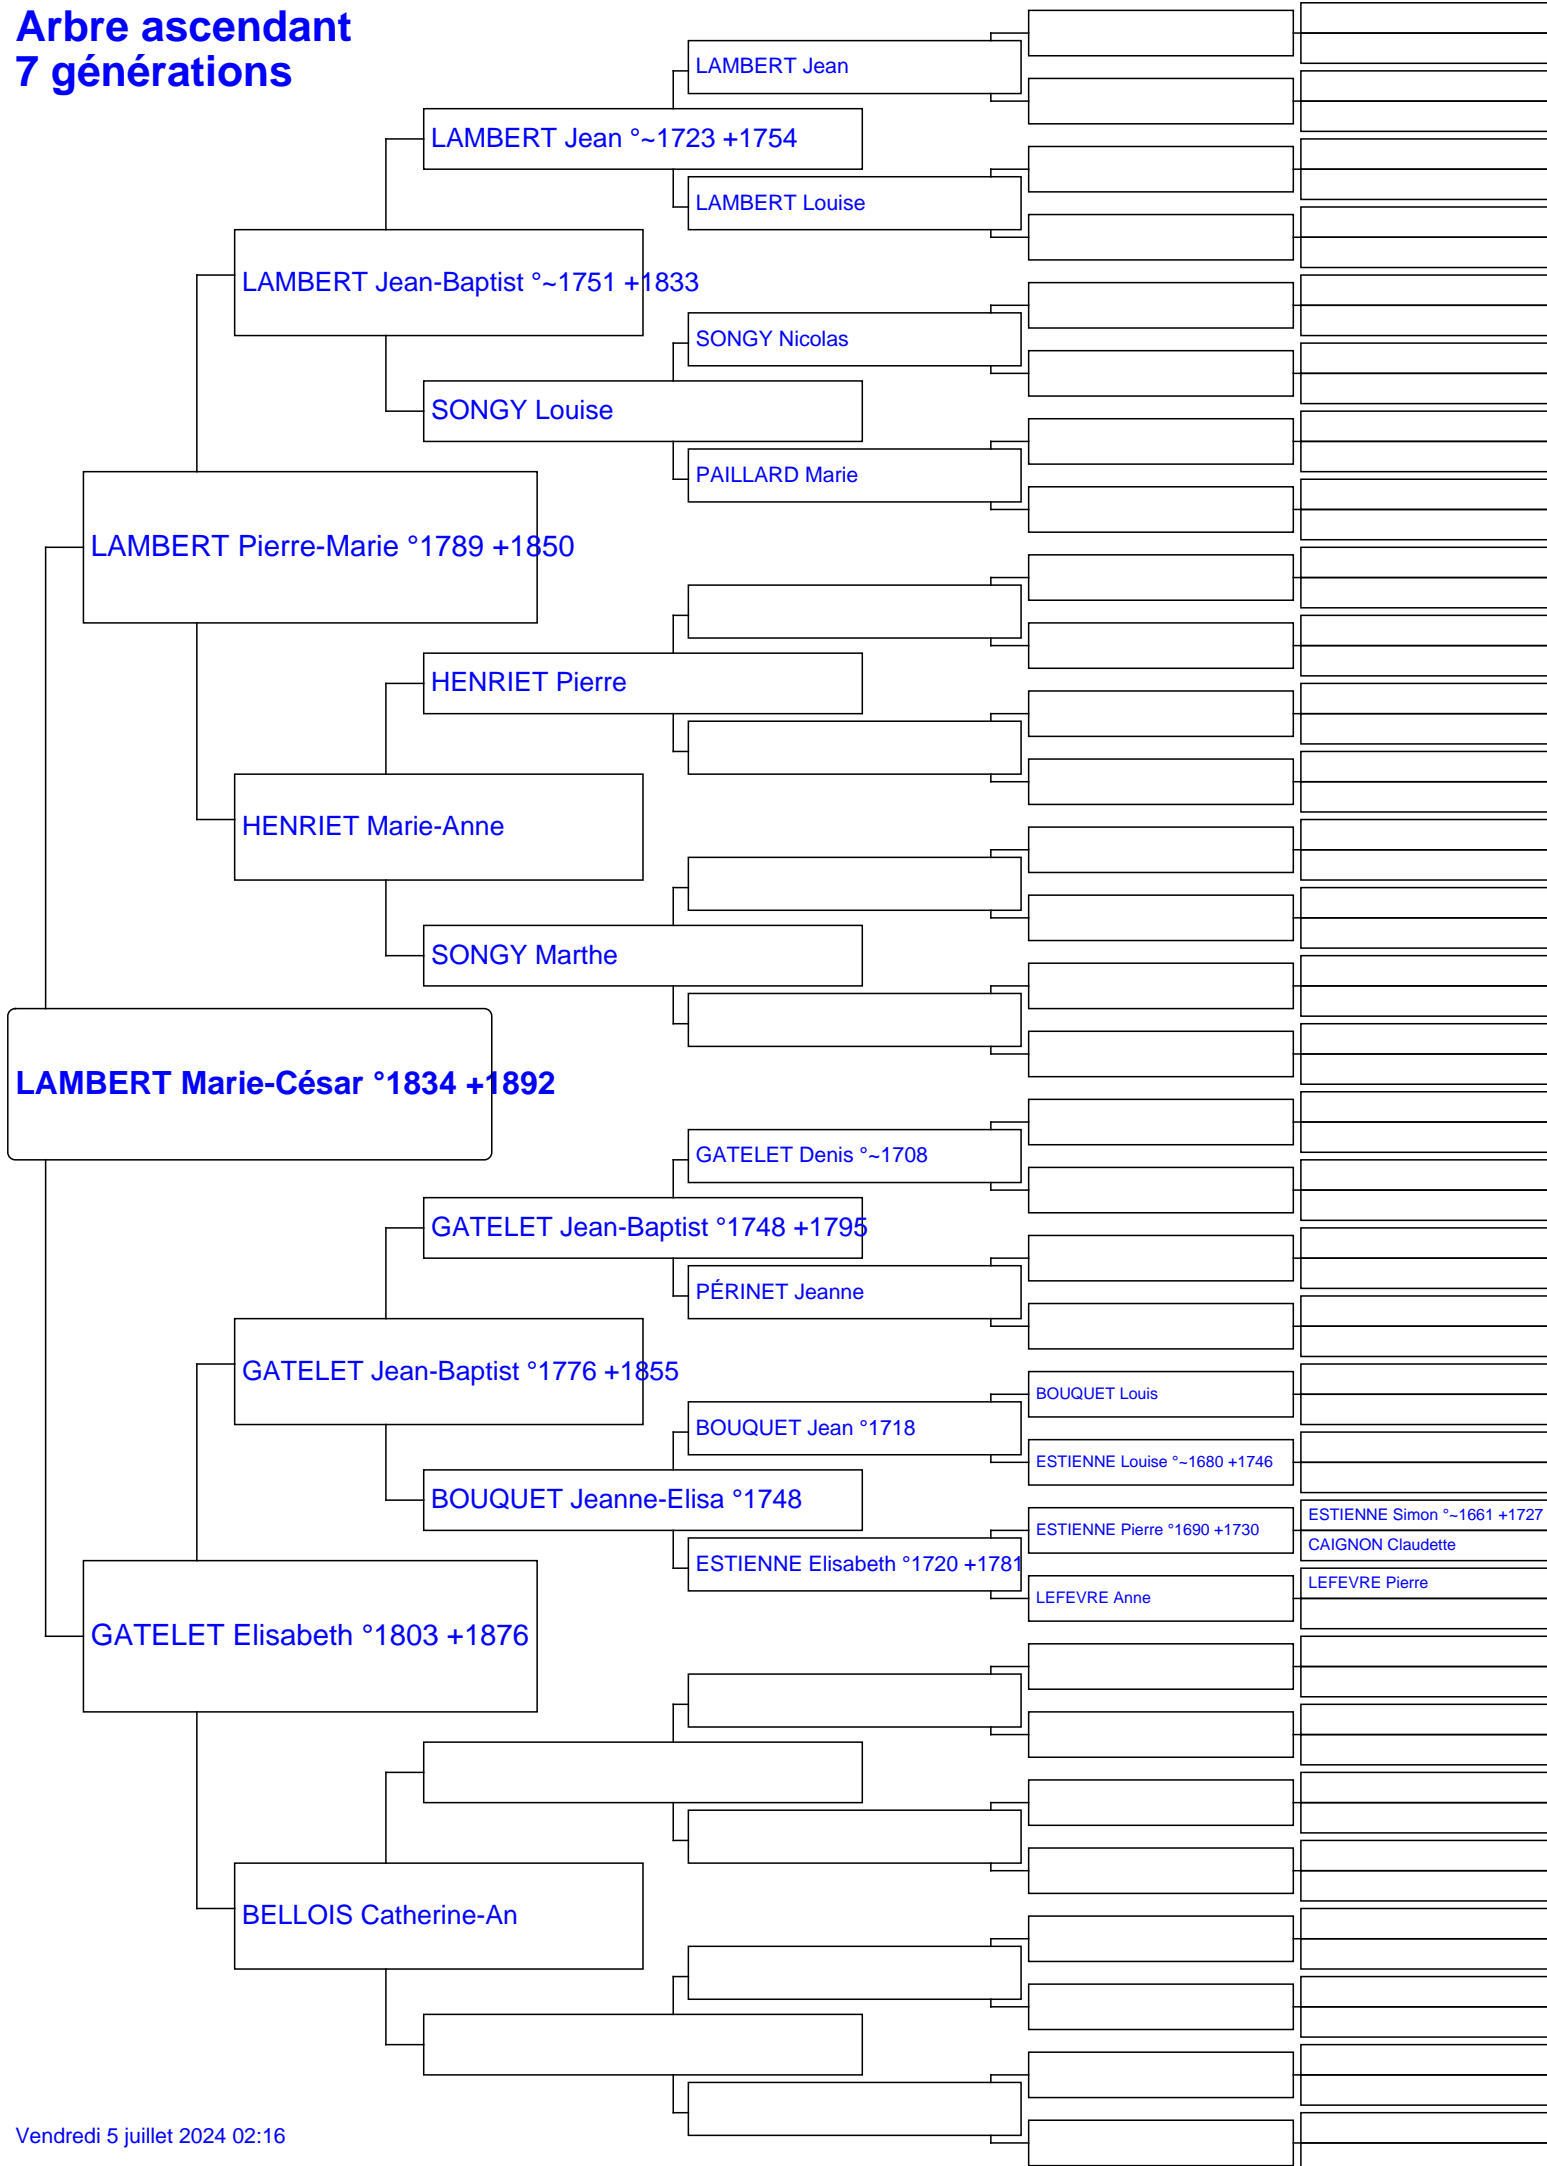 Arbre ascendant
7 générations
LAMBERT Jean
LAMBERT Jean °~1723 +1754
LAMBERT Louise
LAMBERT Jean-Baptist °~1751 +1833
SONGY Nicolas
SONGY Louise
PAILLARD Marie
LAMBERT Pierre-Marie °1789 +1850
HENRIET Pierre
HENRIET Marie-Anne
SONGY Marthe
LAMBERT Marie-César °1834 +1892
GATELET Denis °~1708
GATELET Jean-Baptist °1748 +1795
PÉRINET Jeanne
GATELET Jean-Baptist °1776 +1855
BOUQUET Louis
BOUQUET Jean °1718
ESTIENNE Louise °~1680 +1746
BOUQUET Jeanne-Elisa °1748
ESTIENNE Simon °~1661 +1727
ESTIENNE Pierre °1690 +1730
CAIGNON Claudette
ESTIENNE Elisabeth °1720 +1781
LEFEVRE Pierre
LEFEVRE Anne
GATELET Elisabeth °1803 +1876
BELLOIS Catherine-An
Vendredi 5 juillet 2024 02:16